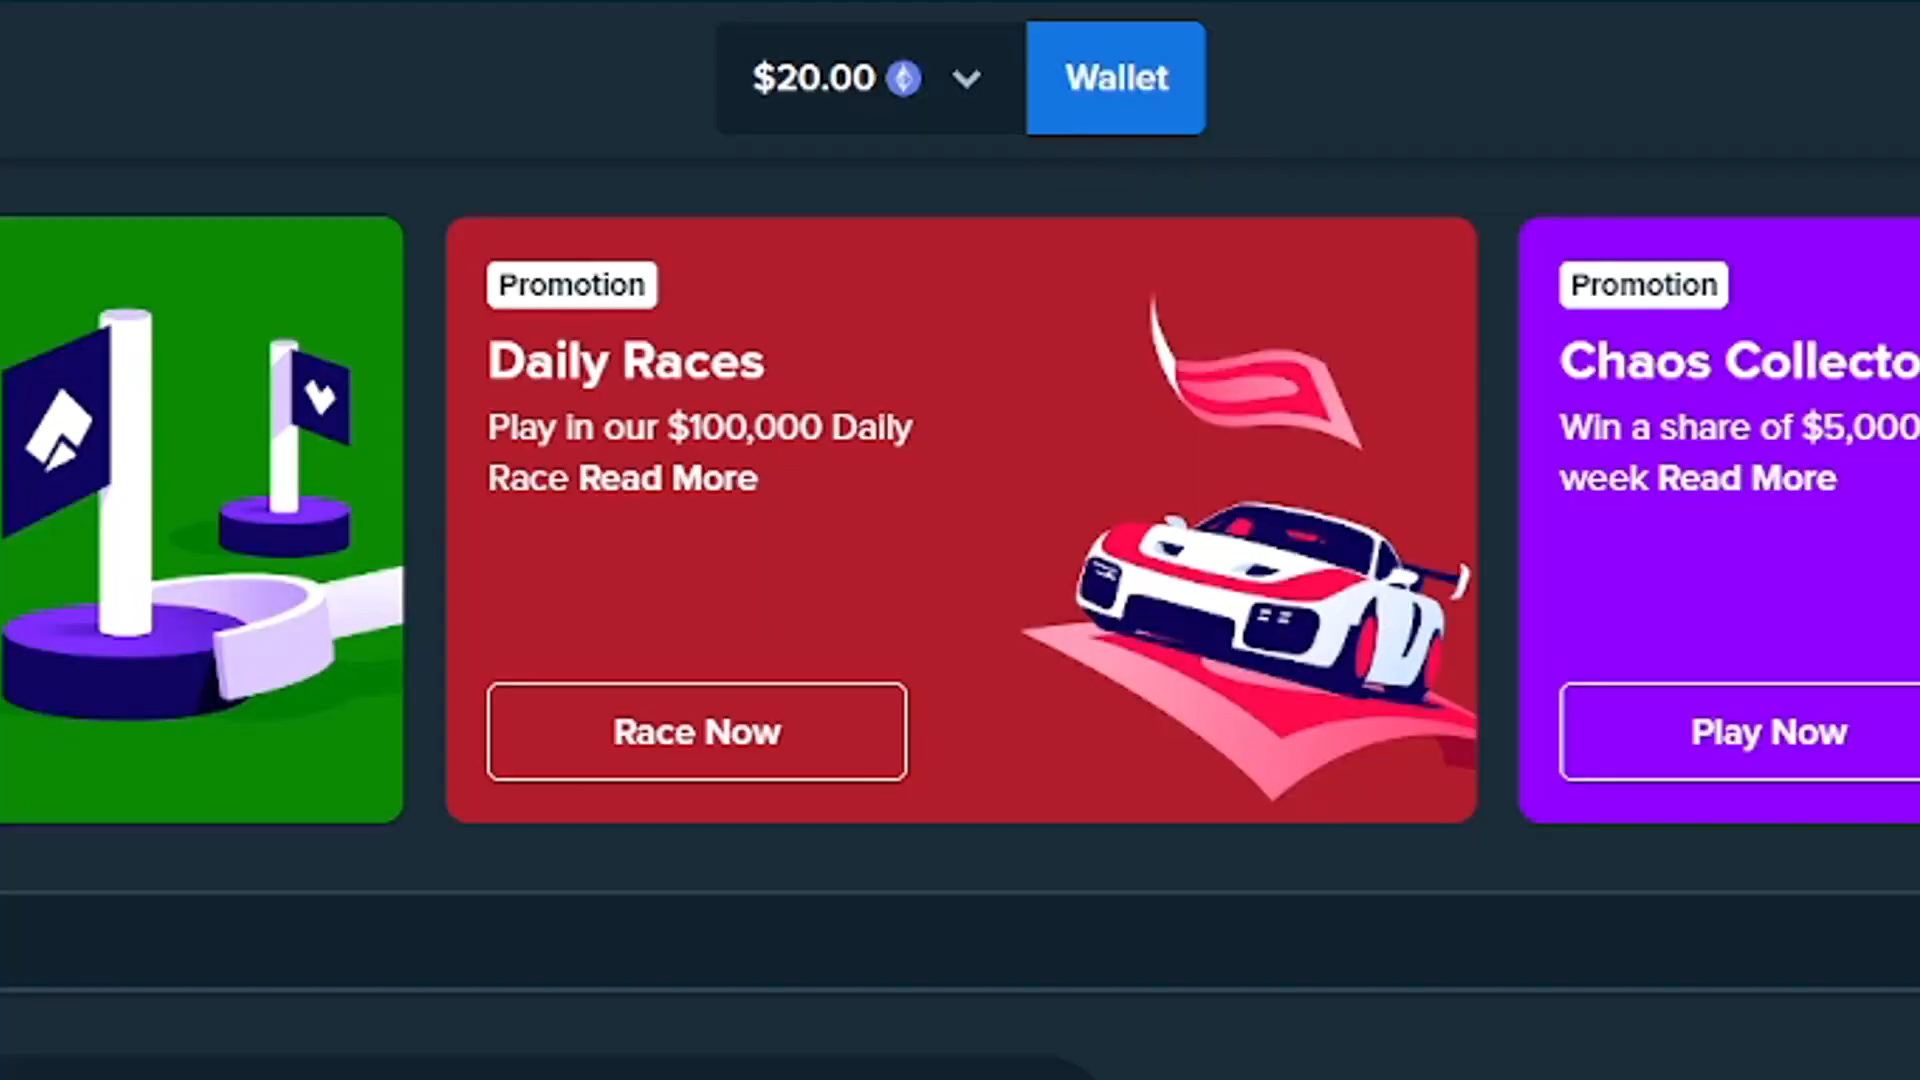 $20.00
Wallet
Promotion
Daily Races
Play in our $100,000 Daily
Race Read More
Race Now
Promotion
Chaos Collecto
Win a share of $5,000
week Read More
Play Now